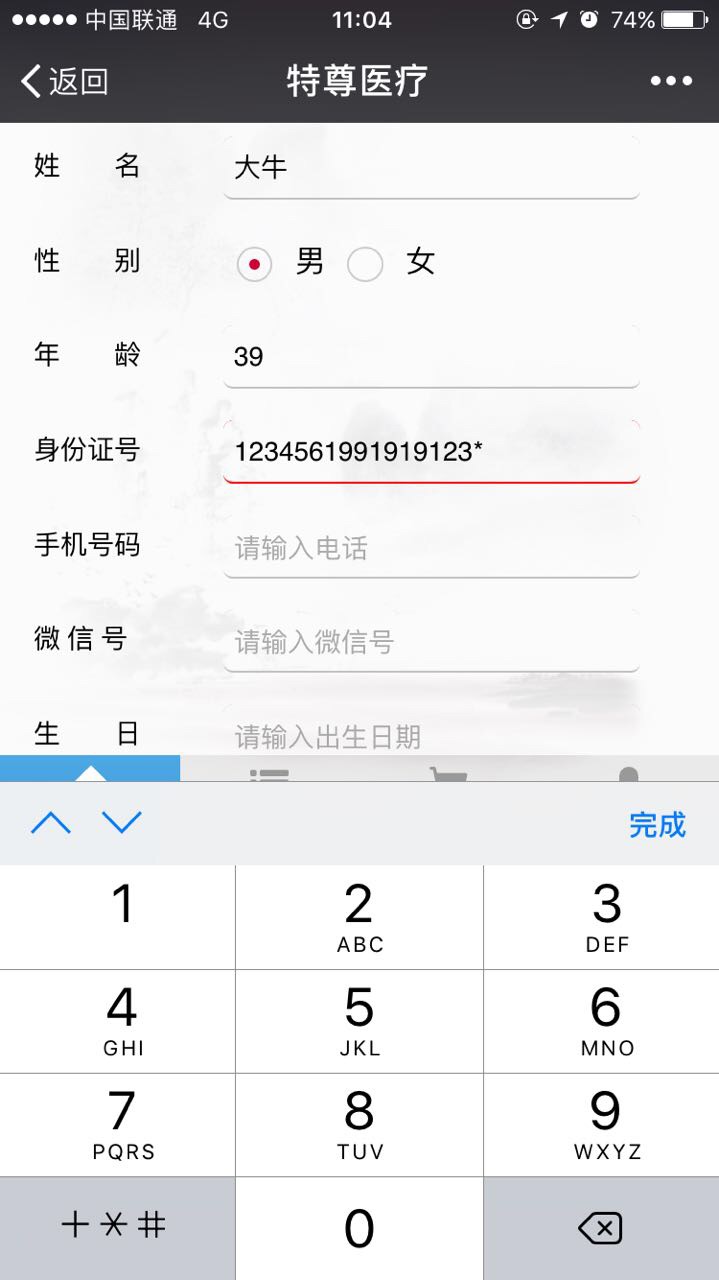 中国联通 4G 11:04 74%
返回 特尊医疗
姓 名 大牛
性 别 男 女
年 龄 39
身份证号 1234561991919123*
手机号码 请输入电话
微信号 请输入微信号
生 日 请输入出生日期
完成
1 2 3
ABC DEF
4 5 6
GHI JKL MNO
7 8 9
PQRS TUV WXYZ
+*# 0